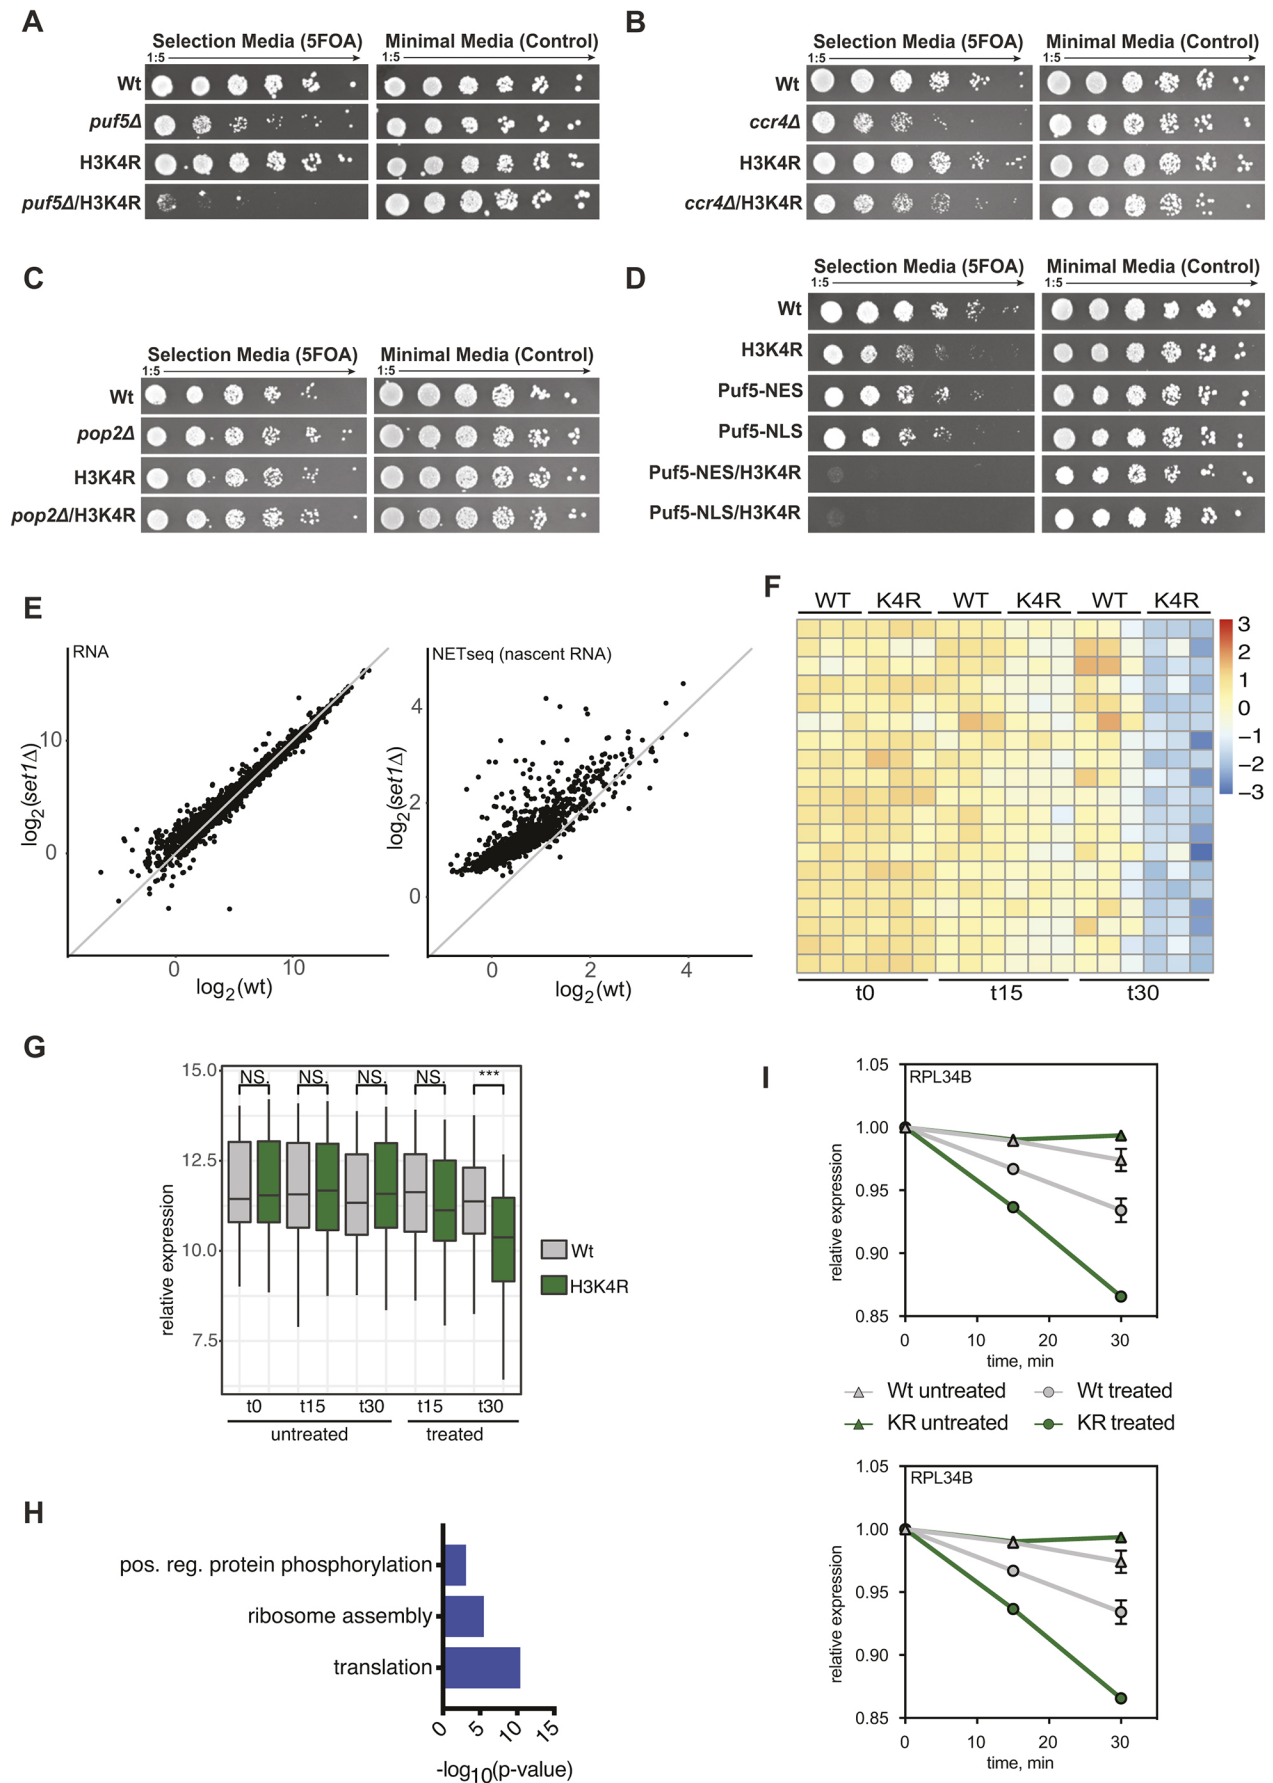 A
Selection Media (5FOA)
Minimal Media (Control)
1:5
1:5
Wt
puf5Δ
H3K4R
puf5Δ/H3K4R
B
Selection Media (5FOA)
Minimal Media (Control)
1:5
1:5
Wt
ccr4Δ
H3K4R
ccr4Δ/H3K4R
C
Selection Media (5FOA)
Minimal Media (Control)
1:5
1:5
Wt
pop2Δ
H3K4R
pop2Δ/H3K4R
D
Selection Media (5FOA)
Minimal Media (Control)
1:5
1:5
Wt
H3K4R
Puf5-NES
Puf5-NLS
Puf5-NES/H3K4R
Puf5-NLS/H3K4R
E
RNA
log2(set1Δ)
10
0
0
10
log2(wt)
NETseq (nascent RNA)
log2(set1Δ)
4
2
0
0
2
4
log2(wt)
F
WT
K4R
WT
K4R
WT
K4R
3
2
1
0
−1
−2
−3
t0
t15
t30
G
relative expression
15.0
12.5
10.0
7.5
NS.
NS.
NS.
NS.
***
t0
t15
t30
t15
t30
untreated
treated
Wt
H3K4R
H
pos. reg. protein phosphorylation
ribosome assembly
translation
0
5
10
15
-log10(p-value)
I
RPL34B
relative expression
1.05
1.00
0.95
0.90
0.85
0
10
20
30
time, min
Wt untreated
Wt treated
KR untreated
KR treated
RPL34B
relative expression
1.05
1.00
0.95
0.90
0.85
0
10
20
30
time, min